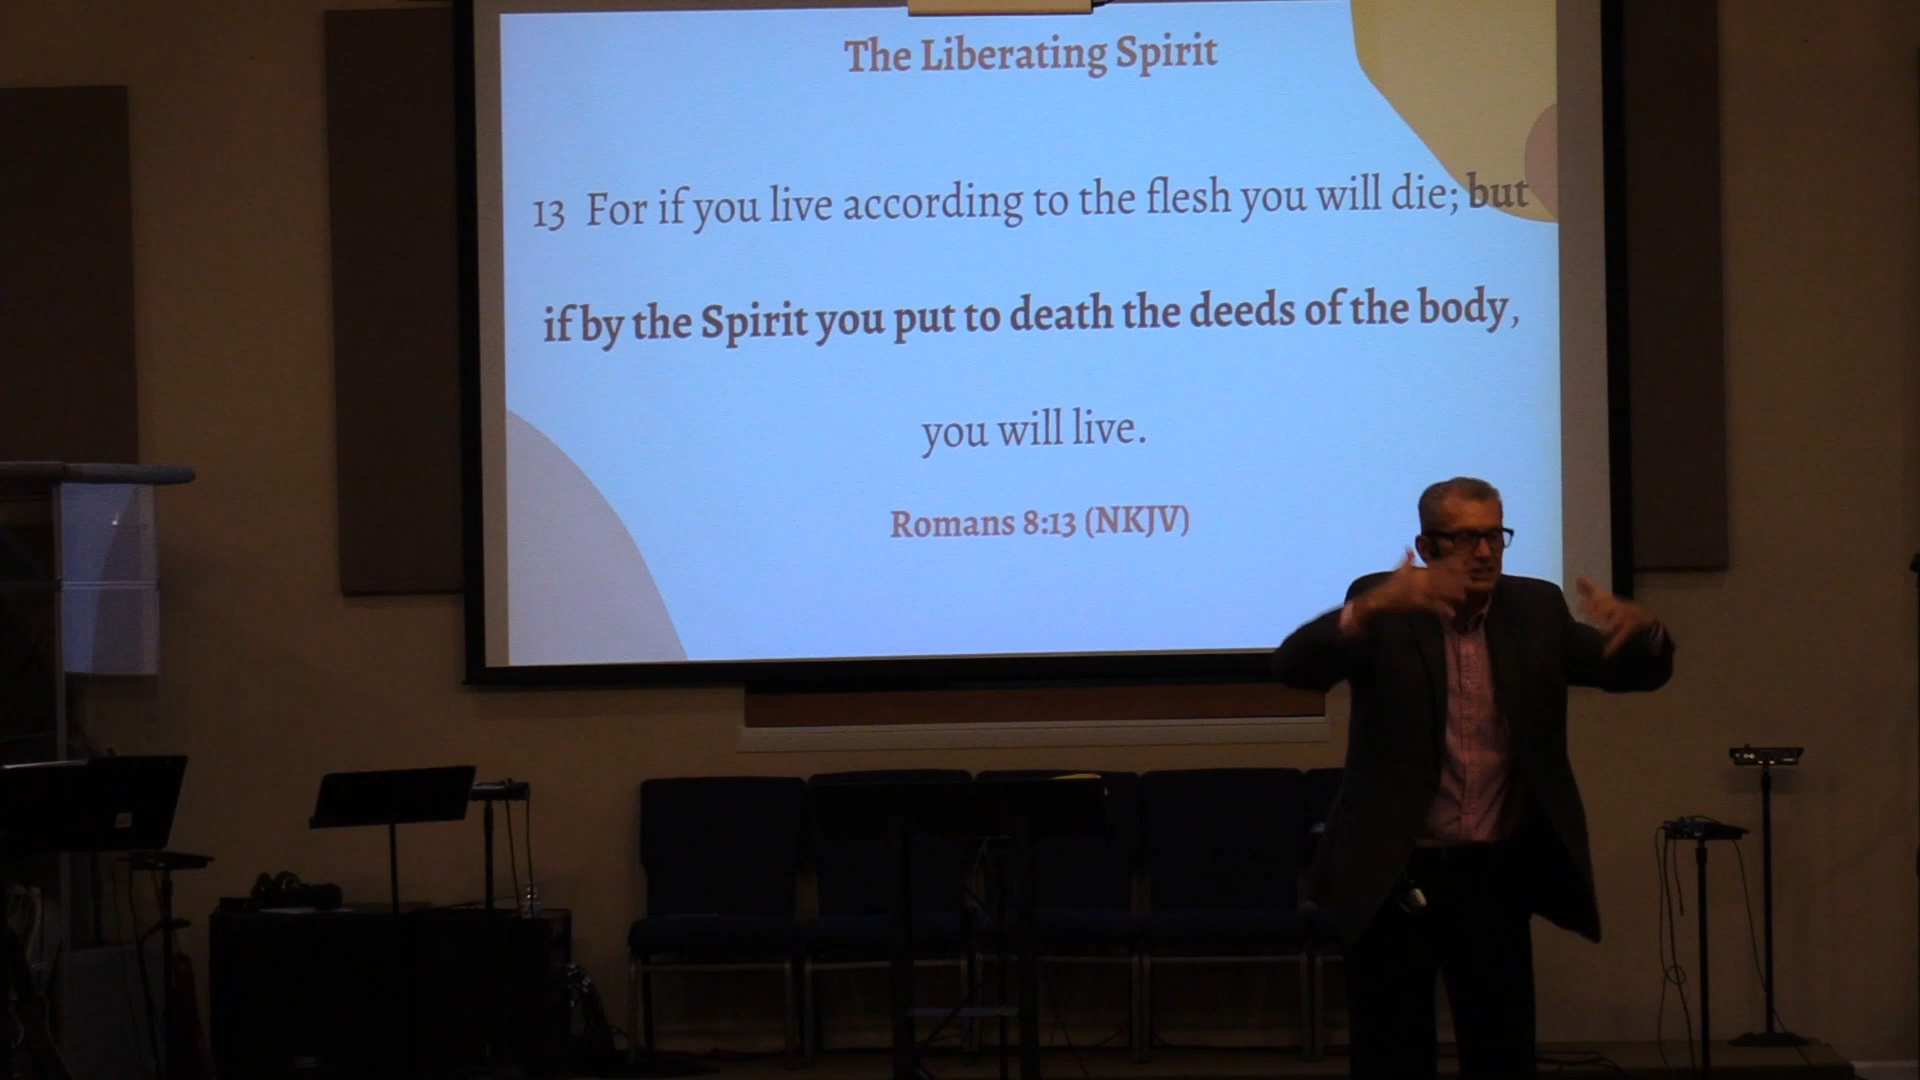 The Liberating Spirit
13 For if you live according to the flesh you will die; but
if by the Spirit you put to death the deeds of the body,
you will live.
Romans 8:13 (NKJV)